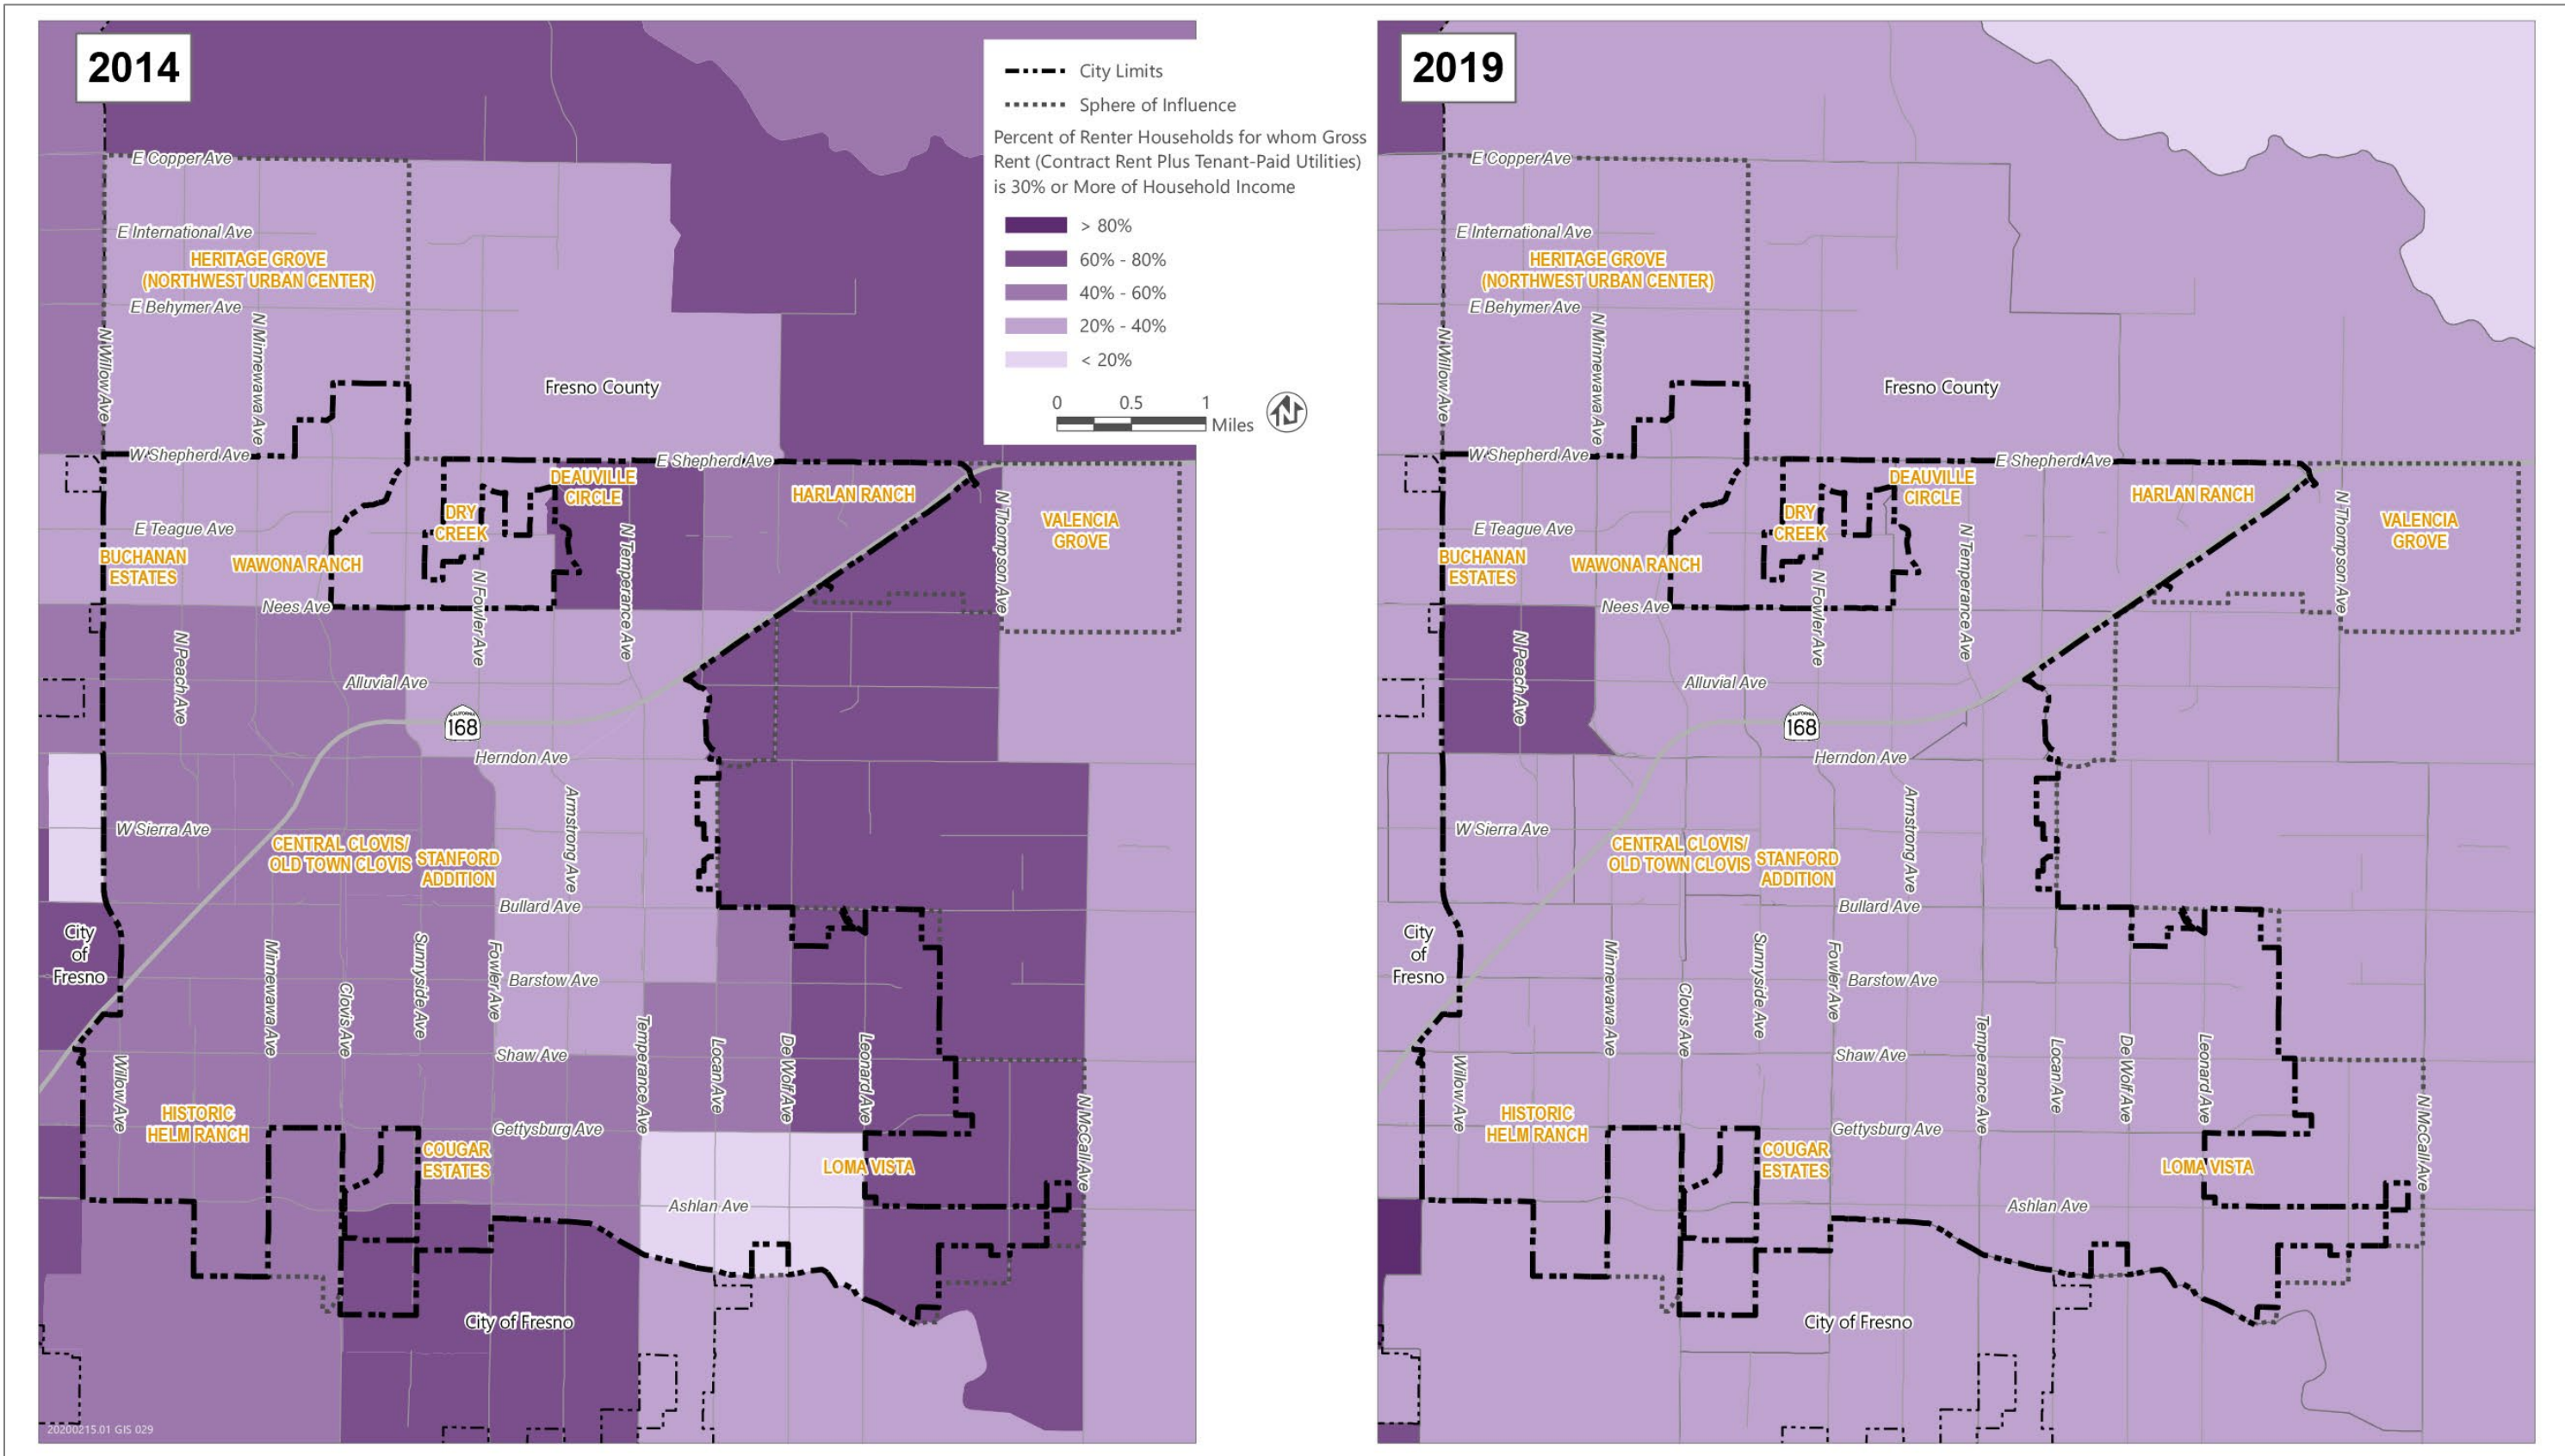 2014
E Copper Ave
E International Ave
HERITAGE GROVE
(NORTHWEST URBAN CENTER)
E Behymer Ave
N Willow Ave
N Minnewawa Ave
Fresno County
W Shepherd Ave
E Shepherd Ave
DEAUVILLE
CIRCLE
HARLAN RANCH
DRY
CREEK
N Thompson Ave
VALENCIA
GROVE
E Teague Ave
BUCHANAN
ESTATES
WAWONA RANCH
N Temperance Ave
N Fowler Ave
Nees Ave
N Peach Ave
Alluvial Ave
CALIFORNIA
168
Herndon Ave
Armstrong Ave
W Sierra Ave
CENTRAL CLOVIS/
OLD TOWN CLOVIS
STANFORD
ADDITION
Bullard Ave
City
of
Fresno
Minnewawa Ave
Clovis Ave
Sunnyside Ave
Fowler Ave
Barstow Ave
Shaw Ave
Willow Ave
Temperance Ave
Locan Ave
De Wolf Ave
Leonard Ave
N McCall Ave
HISTORIC
HELM RANCH
Gettysburg Ave
COUGAR
ESTATES
LOMA VISTA
Ashlan Ave
City of Fresno
20200215.01 GIS 029
City Limits
Sphere of Influence
Percent of Renter Households for whom Gross
Rent (Contract Rent Plus Tenant-Paid Utilities)
is 30% or More of Household Income
> 80%
60% - 80%
40% - 60%
20% - 40%
< 20%
0 0.5 1
Miles
N
2019
E Copper Ave
E International Ave
HERITAGE GROVE
(NORTHWEST URBAN CENTER)
E Behymer Ave
N Willow Ave
N Minnewawa Ave
Fresno County
W Shepherd Ave
E Shepherd Ave
DEAUVILLE
CIRCLE
HARLAN RANCH
DRY
CREEK
N Thompson Ave
VALENCIA
GROVE
E Teague Ave
BUCHANAN
ESTATES
WAWONA RANCH
N Temperance Ave
N Fowler Ave
Nees Ave
N Peach Ave
Alluvial Ave
CALIFORNIA
168
Herndon Ave
Armstrong Ave
W Sierra Ave
CENTRAL CLOVIS/
OLD TOWN CLOVIS
STANFORD
ADDITION
Bullard Ave
City
of
Fresno
Minnewawa Ave
Clovis Ave
Sunnyside Ave
Fowler Ave
Barstow Ave
Shaw Ave
Willow Ave
Temperance Ave
Locan Ave
De Wolf Ave
Leonard Ave
N McCall Ave
HISTORIC
HELM RANCH
Gettysburg Ave
COUGAR
ESTATES
LOMA VISTA
Ashlan Ave
City of Fresno